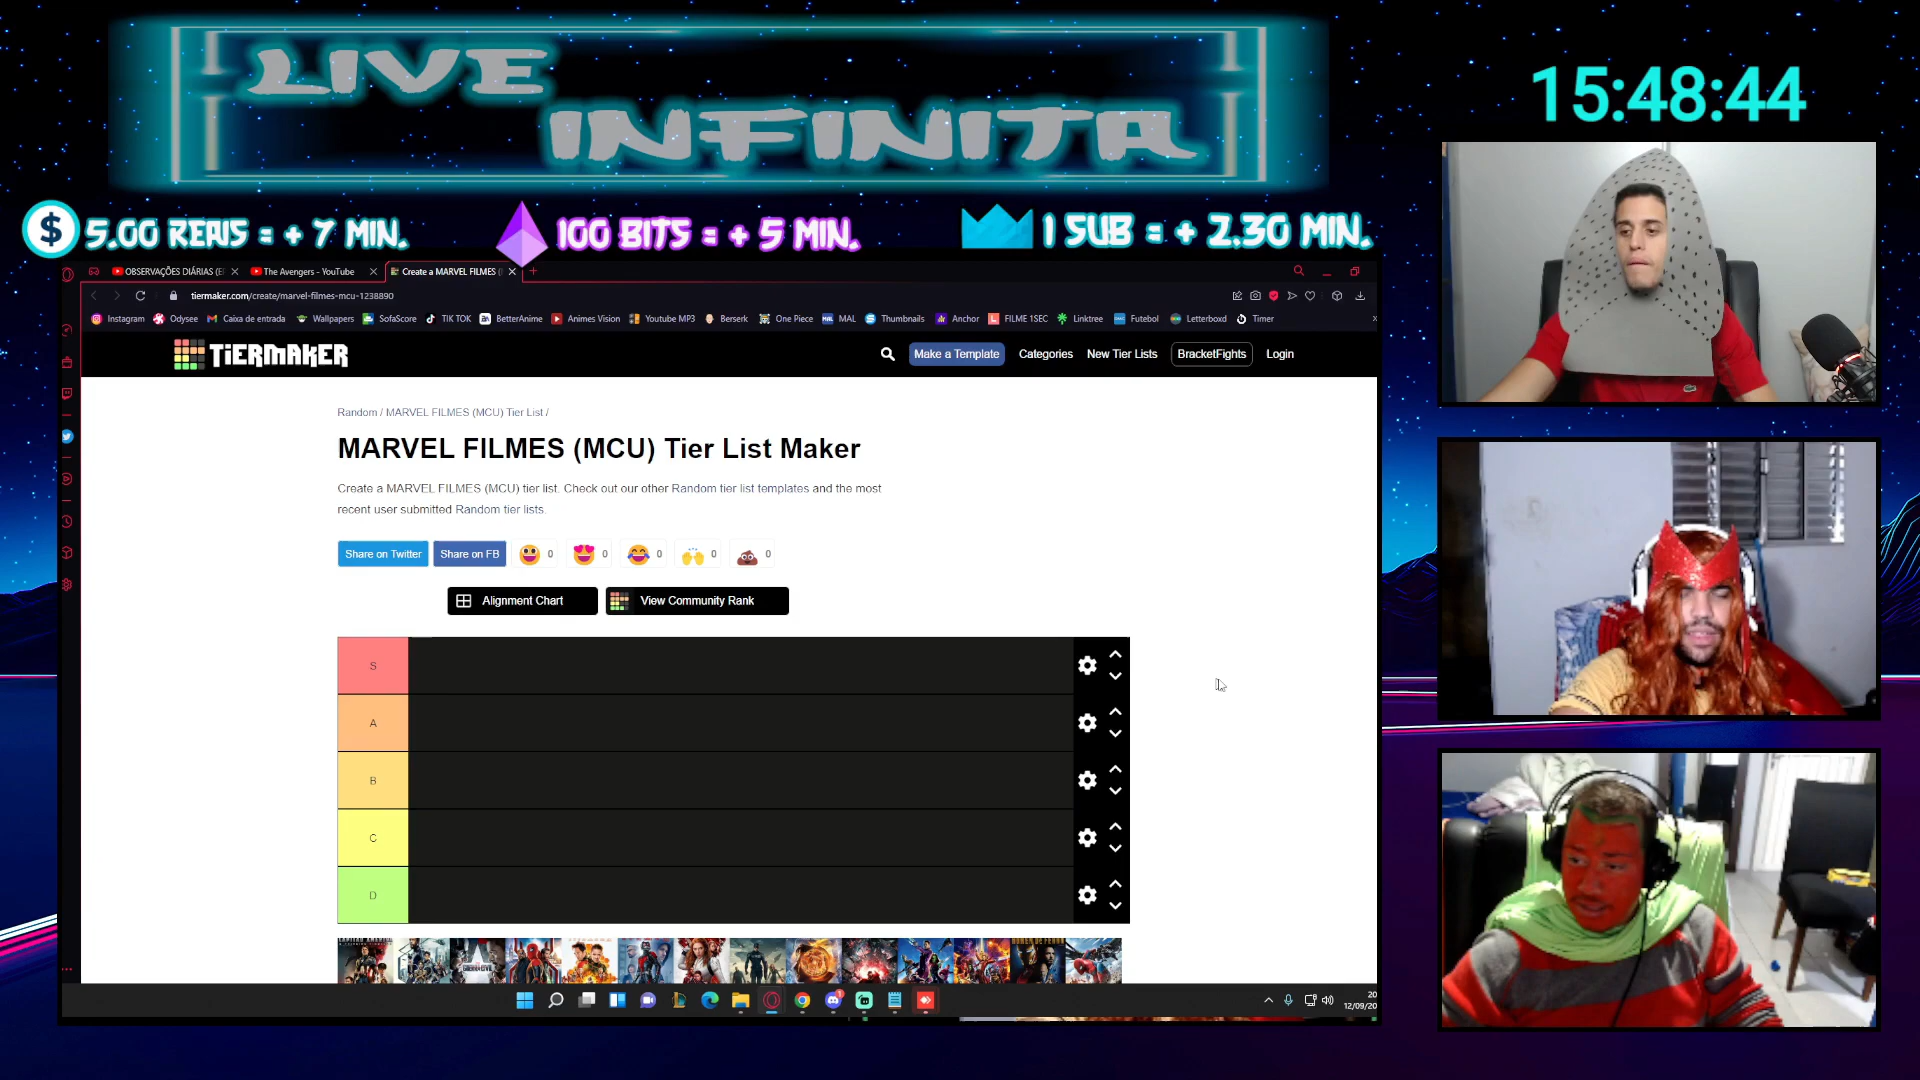 LIVE
INFINITA
15:48:44
$ 5.00 REAIS = + 7 MIN.
100 BITS = + 5 MIN.
1 SUB = + 2.30 MIN.
OBSERVAÇÕES DIÁRIAS (E
The Avengers - YouTube
Create a MARVEL FILMES
tiermaker.com/create/marvel-filmes-mcu-1238890
Instagram
Odysee
Caixa de entrada
Wallpapers
SofaScore
TIK TOK
BetterAnime
Animes Vision
Youtube MP3
Berserk
One Piece
MAL
Thumbnails
Anchor
FILME 1SEC
Linktree
Futebol
Letterboxd
Timer
TiERMAKER
Make a Template
Categories
New Tier Lists
BracketFights
Login
Random / MARVEL FILMES (MCU) Tier List /
MARVEL FILMES (MCU) Tier List Maker
Create a MARVEL FILMES (MCU) tier list. Check out our other Random tier list templates and the most
recent user submitted Random tier lists.
Share on Twitter
Share on FB
0
0
0
0
0
Alignment Chart
View Community Rank
S
A
B
C
D
20
12/09/20